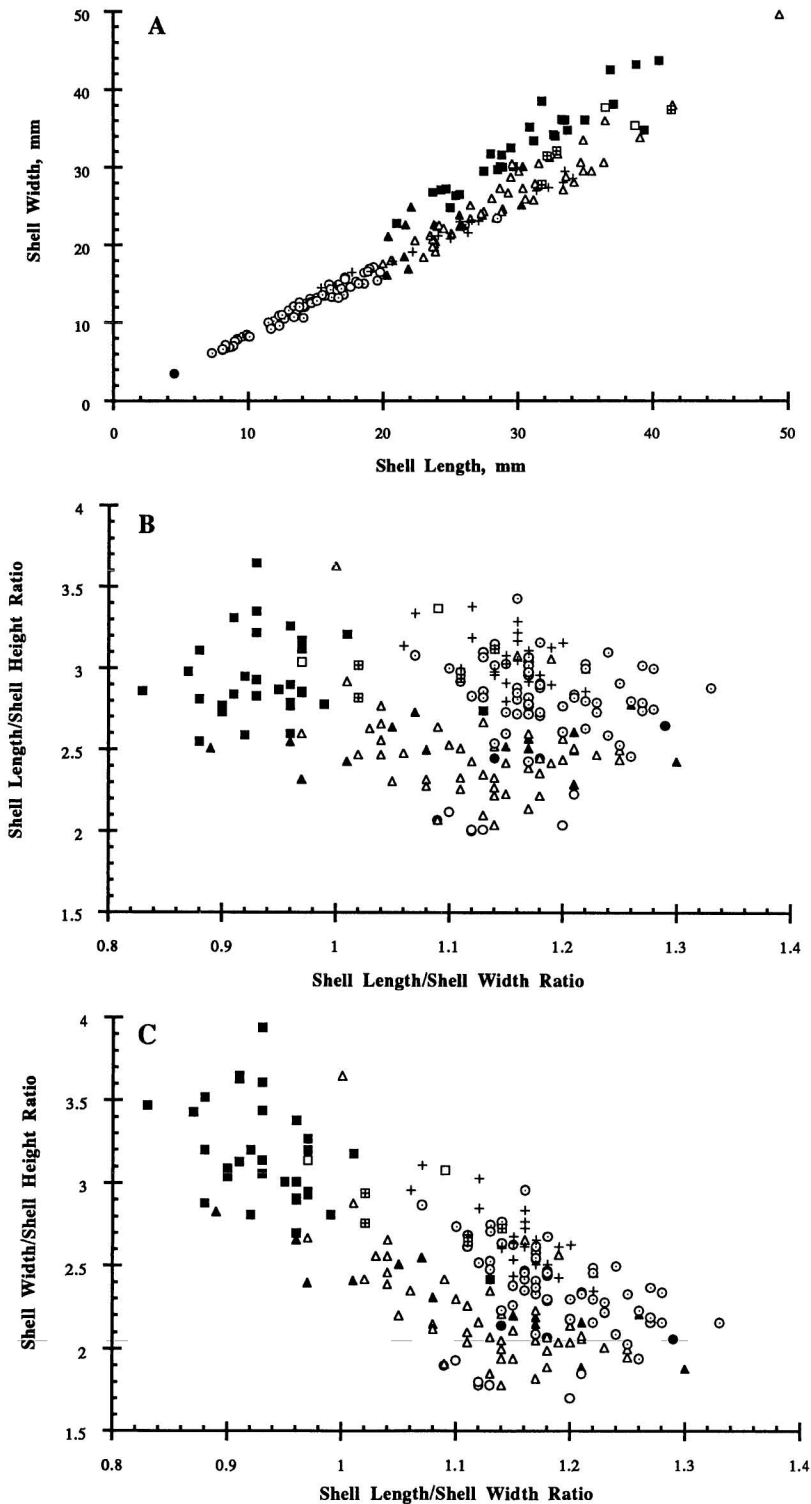 A
50
40
30
20
10
0
Shell Width, mm
0 10 20 30 40 50
Shell Length, mm
B
4
3.5
3
2.5
2
1.5
Shell Length/Shell Height Ratio
0.8 0.9 1 1.1 1.2 1.3 1.4
Shell Length/Shell Width Ratio
C
4
3.5
3
2.5
2
1.5
Shell Width/Shell Height Ratio
0.8 0.9 1 1.1 1.2 1.3 1.4
Shell Length/Shell Width Ratio